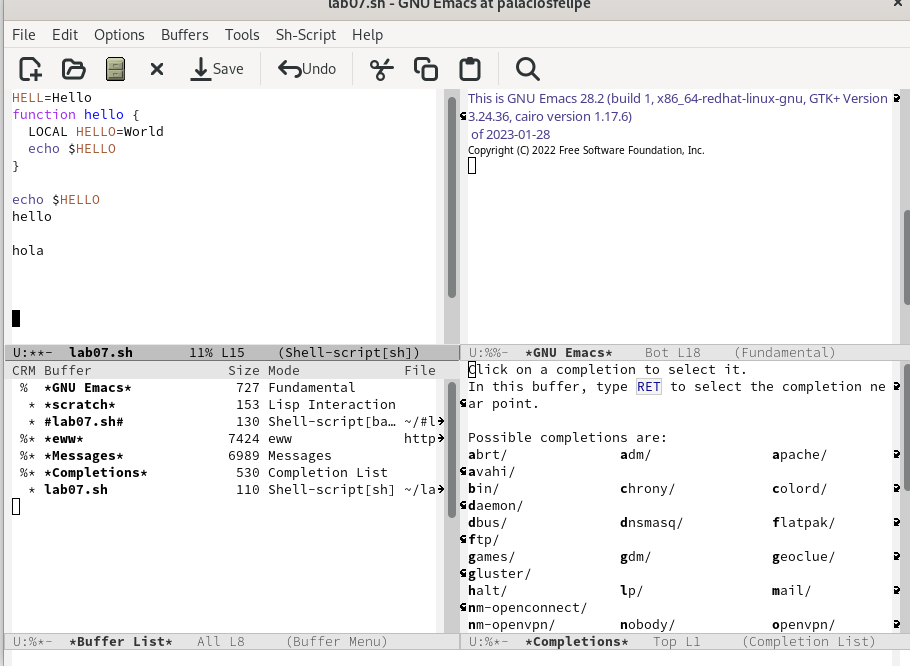 lab07.sh - GNU Emacs at palaciosfelipe
File Edit Options Buffers Tools Sh-Script Help
Save Undo
HELL=Hello
function hello {
  LOCAL HELLO=World
  echo $HELLO
}
echo $HELLO
hello
hola
U:**-  lab07.sh       11% L15    (Shell-script[sh])
This is GNU Emacs 28.2 (build 1, x86_64-redhat-linux-gnu, GTK+ Version
3.24.36, cairo version 1.17.6)
 of 2023-01-28
Copyright (C) 2022 Free Software Foundation, Inc.
U:%%-  *GNU Emacs*    Bot L18    (Fundamental)
CRM Buffer                Size Mode             File
 %  *GNU Emacs*            727 Fundamental
  * *scratch*              153 Lisp Interaction
  * #lab07.sh#             130 Shell-script[ba… ~/#l
 %* *eww*                 7424 eww              http
 %* *Messages*            6989 Messages
 %* *Completions*          530 Completion List
  * lab07.sh               110 Shell-script[sh] ~/la
U:%*-  *Buffer List*   All L8     (Buffer Menu)
Click on a completion to select it.
In this buffer, type RET to select the completion ne
ar point.
Possible completions are:
abrt/              adm/               apache/
avahi/
bin/               chrony/            colord/
daemon/
dbus/              dnsmasq/           flatpak/
ftp/
games/             gdm/               geoclue/
gluster/
halt/              lp/                mail/
nm-openconnect/
nm-openvpn/        nobody/            openvpn/
U:%*-  *Completions*   Top L1     (Completion List)